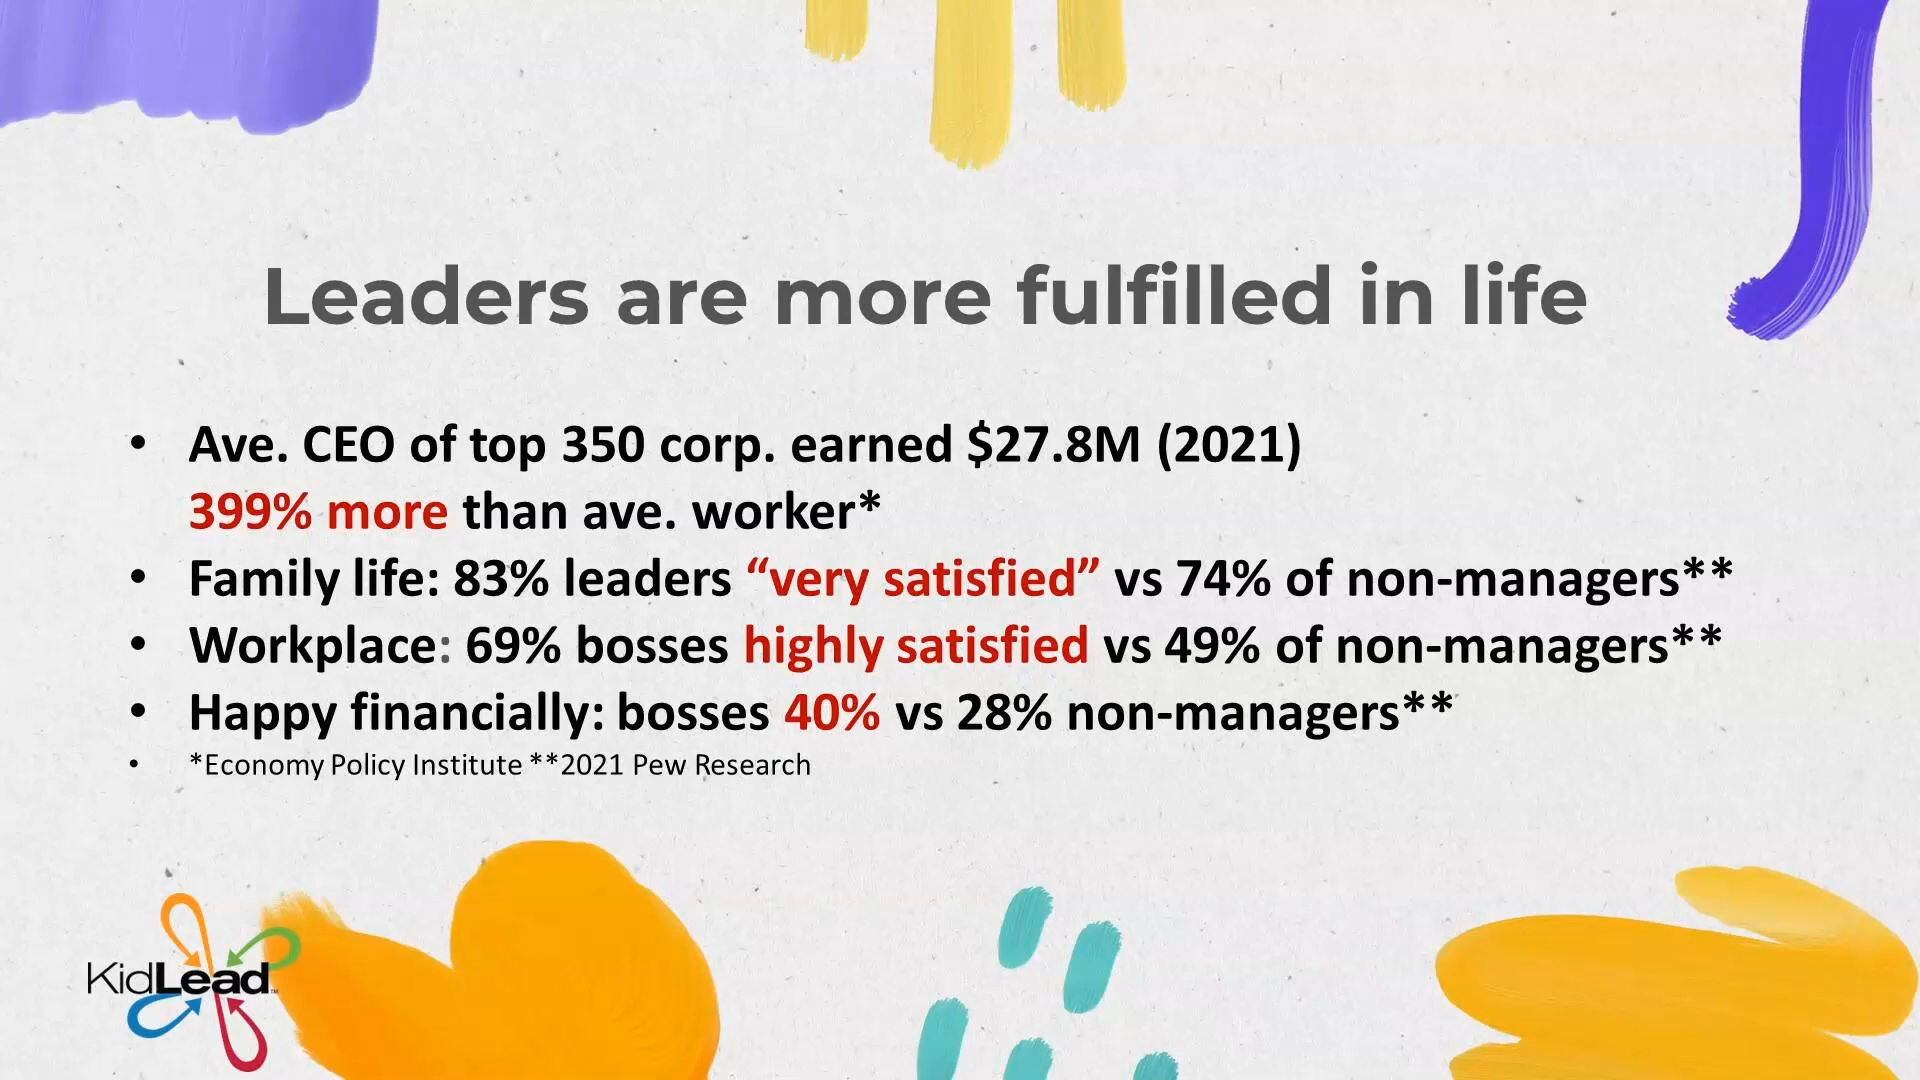 Leaders are more fulfilled in life
• Ave. CEO of top 350 corp. earned $27.8M (2021)
399% more than ave. worker*
• Family life: 83% leaders “very satisfied” vs 74% of non-managers**
• Workplace: 69% bosses highly satisfied vs 49% of non-managers**
• Happy financially: bosses 40% vs 28% non-managers**
• *Economy Policy Institute **2021 Pew Research
KidLead™